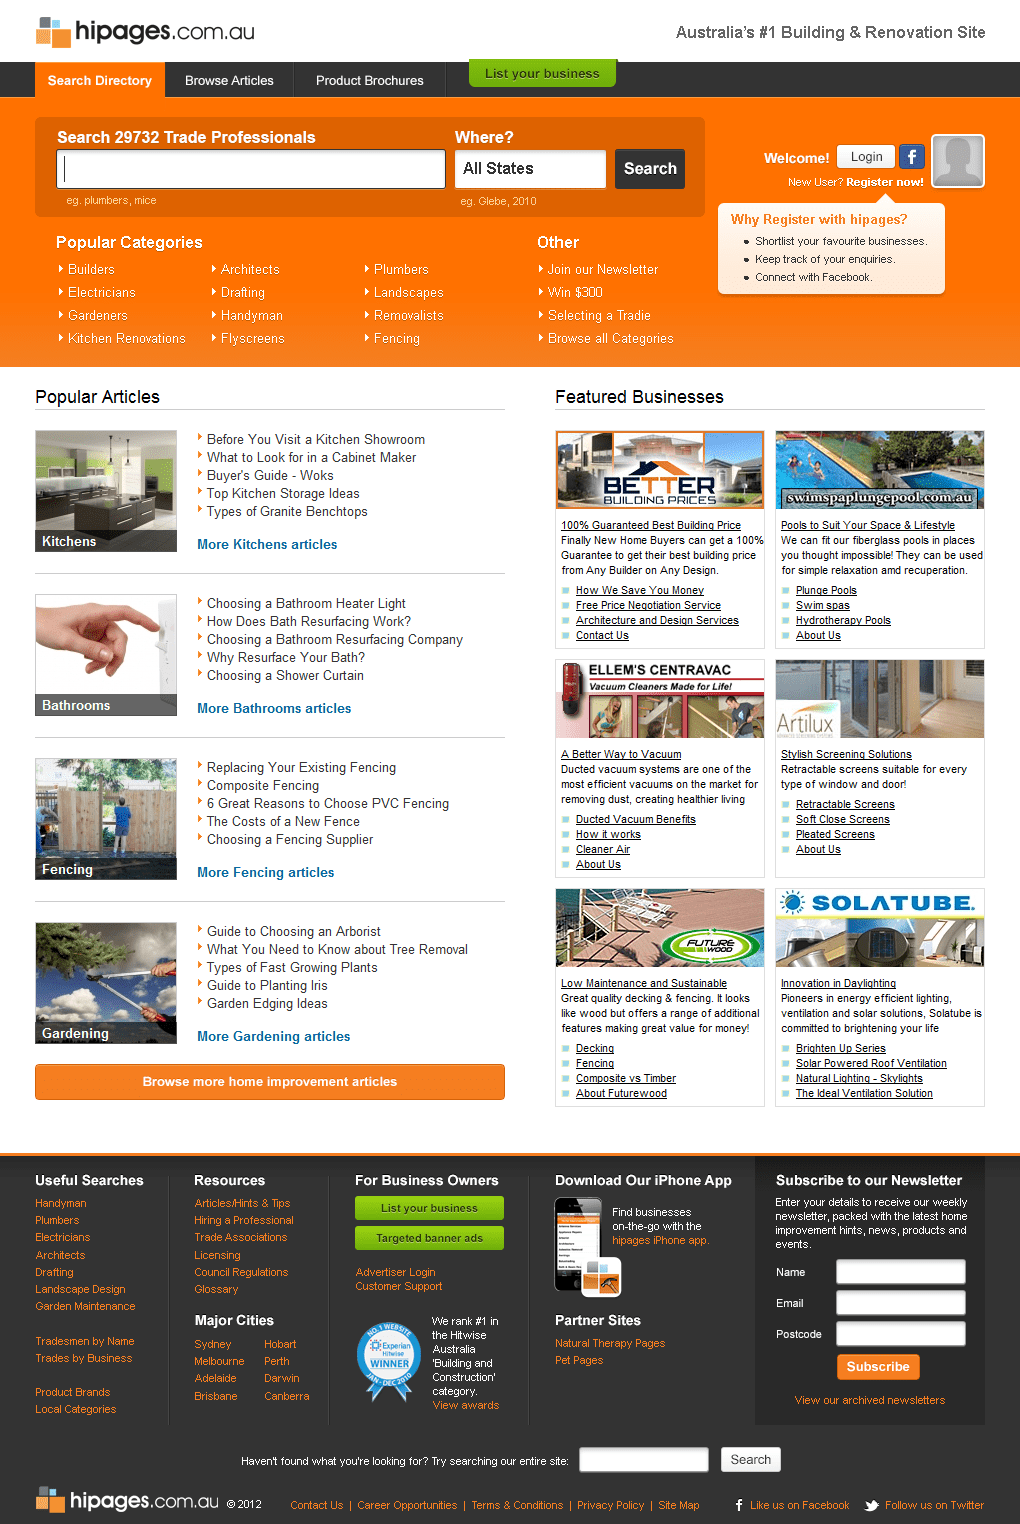 hipages.com.au
Australia's #1 Building & Renovation Site
Search Directory
Browse Articles
Product Brochures
List your business
Search 29732 Trade Professionals
Where?
All States
Search
eg. plumbers, mice
eg. Glebe, 2010
Welcome!
Login
New User? Register now!
Why Register with hipages?
Shortlist your favourite businesses.
Keep track of your enquiries.
Connect with Facebook.
Popular Categories
Builders
Electricians
Gardeners
Kitchen Renovations
Architects
Drafting
Handyman
Flyscreens
Plumbers
Landscapes
Removalists
Fencing
Other
Join our Newsletter
Win $300
Selecting a Tradie
Browse all Categories
Popular Articles
Kitchens
Before You Visit a Kitchen Showroom
What to Look for in a Cabinet Maker
Buyer's Guide - Woks
Top Kitchen Storage Ideas
Types of Granite Benchtops
More Kitchens articles
Bathrooms
Choosing a Bathroom Heater Light
How Does Bath Resurfacing Work?
Choosing a Bathroom Resurfacing Company
Why Resurface Your Bath?
Choosing a Shower Curtain
More Bathrooms articles
Fencing
Replacing Your Existing Fencing
Composite Fencing
6 Great Reasons to Choose PVC Fencing
The Costs of a New Fence
Choosing a Fencing Supplier
More Fencing articles
Gardening
Guide to Choosing an Arborist
What You Need to Know about Tree Removal
Types of Fast Growing Plants
Guide to Planting Iris
Garden Edging Ideas
More Gardening articles
Browse more home improvement articles
Featured Businesses
BETTER
BUILDING PRICES
100% Guaranteed Best Building Price
Finally New Home Buyers can get a 100%
Guarantee to get their best building price
from Any Builder on Any Design.
How We Save You Money
Free Price Negotiation Service
Architecture and Design Services
Contact Us
swimspaplungepool.com.au
Pools to Suit Your Space & Lifestyle
We can fit our fiberglass pools in places
you thought impossible! They can be used
for simple relaxation amd recuperation.
Plunge Pools
Swim spas
Hydrotherapy Pools
About Us
ELLEM'S CENTRAVAC
Vacuum Cleaners Made for Life!
A Better Way to Vacuum
Ducted vacuum systems are one of the
most efficient vacuums on the market for
removing dust, creating healthier living
Ducted Vacuum Benefits
How it works
Cleaner Air
About Us
Artilux
Stylish Screening Solutions
Retractable screens suitable for every
type of window and door!
Retractable Screens
Soft Close Screens
Pleated Screens
About Us
FUTURE
WOOD
Low Maintenance and Sustainable
Great quality decking & fencing. It looks
like wood but offers a range of additional
features making great value for money!
Decking
Fencing
Composite vs Timber
About Futurewood
SOLATUBE.
Innovation in Daylighting
Pioneers in energy efficient lighting,
ventilation and solar solutions, Solatube is
committed to brightening your life
Brighten Up Series
Solar Powered Roof Ventilation
Natural Lighting - Skylights
The Ideal Ventilation Solution
Useful Searches
Handyman
Plumbers
Electricians
Architects
Drafting
Landscape Design
Garden Maintenance
Tradesmen by Name
Trades by Business
Product Brands
Local Categories
Resources
Articles/Hints & Tips
Hiring a Professional
Trade Associations
Licensing
Council Regulations
Glossary
Major Cities
Sydney
Melbourne
Adelaide
Brisbane
Hobart
Perth
Darwin
Canberra
For Business Owners
List your business
Targeted banner ads
Advertiser Login
Customer Support
NO.1 WEBSITE
Experian
Hitwise
WINNER
JAN-DEC 2010
We rank #1 in
the Hitwise
Australia
'Building and
Construction'
category.
View awards
Download Our iPhone App
Find businesses
on-the-go with the
hipages iPhone app.
Partner Sites
Natural Therapy Pages
Pet Pages
Subscribe to our Newsletter
Enter your details to receive our weekly
newsletter, packed with the latest home
improvement hints, news, products and
events.
Name
Email
Postcode
Subscribe
View our archived newsletters
Haven't found what you're looking for? Try searching our entire site:
Search
hipages.com.au © 2012
Contact Us | Career Opportunities | Terms & Conditions | Privacy Policy | Site Map
Like us on Facebook
Follow us on Twitter